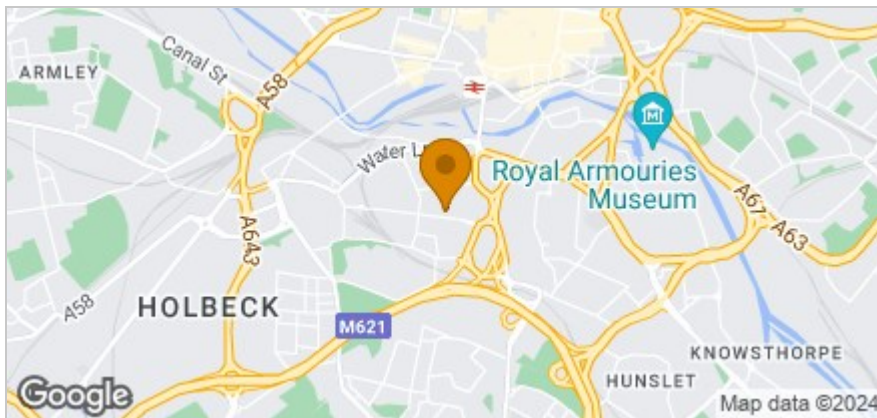 ARMLEY
Canal St
A58
Water L
Royal Armouries
Museum
A67
A63
A643
A58
HOLBECK
M621
KNOWSTHORPE
HUNSLET
Google
Map data ©2024